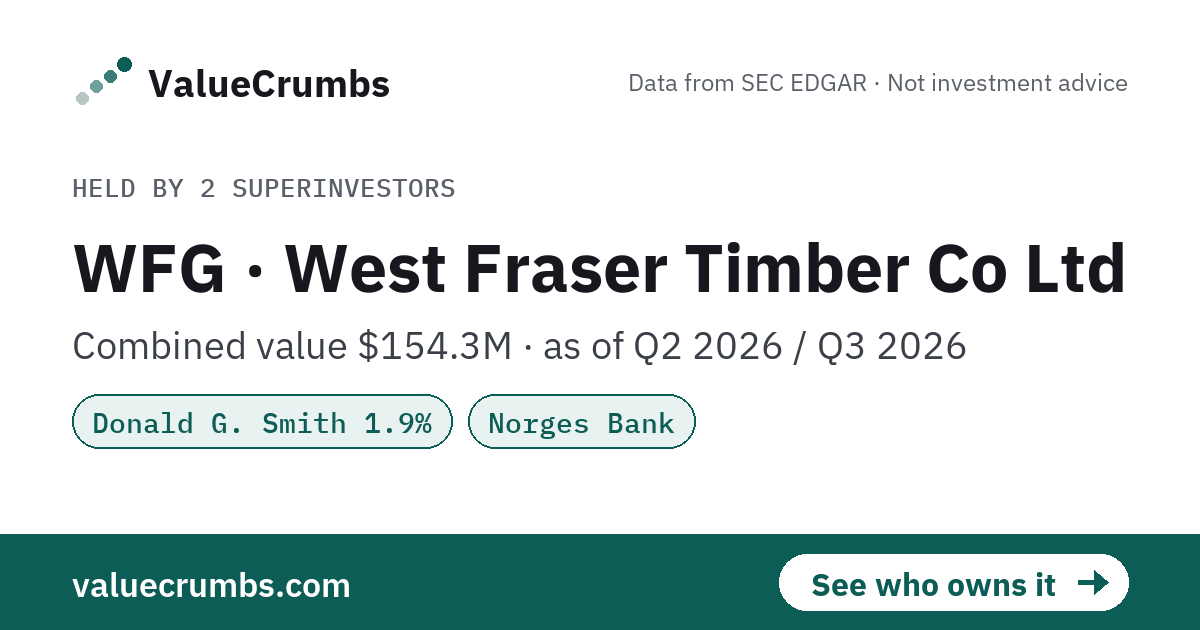 ValueCrumbs
Data from SEC EDGAR · Not investment advice
HELD BY 2 SUPERINVESTORS
WFG · West Fraser Timber Co Ltd
Combined value $154.3M · as of Q2 2026 / Q3 2026
Donald G. Smith 1.9%
Norges Bank
valuecrumbs.com
See who owns it